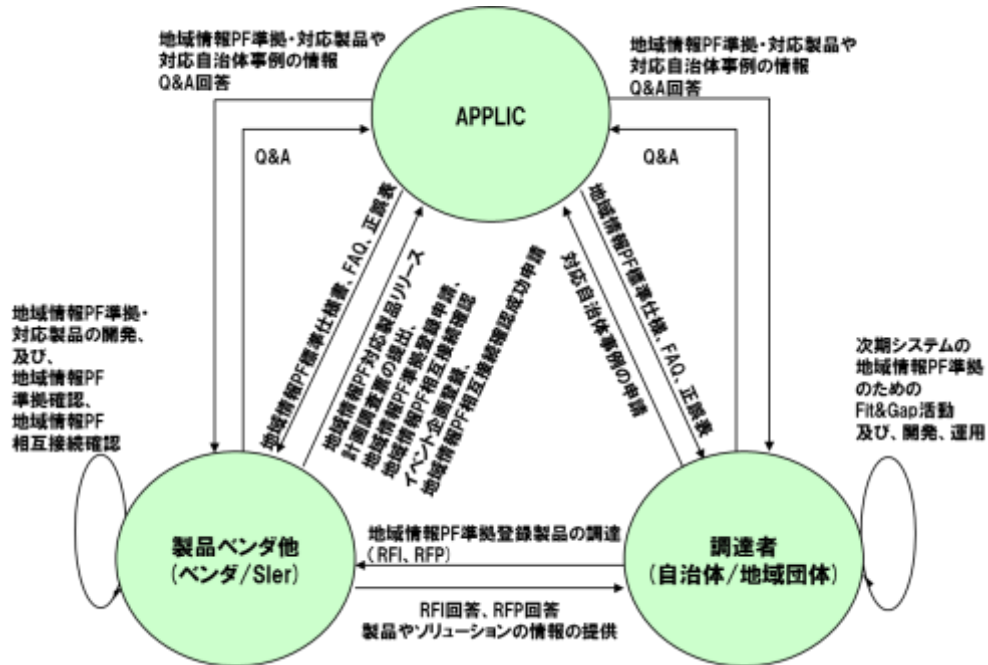 地域情報PF準拠・対応製品や
対応自治体事例の情報
Q&A回答
地域情報PF準拠・対応製品や
対応自治体事例の情報
Q&A回答
APPLIC
Q&A
Q&A
地域情報PF標準仕様書、FAQ、正誤表
地域情報PF対応製品リリース
計画調査票の提出、
地域情報PF準拠登録申請、
地域情報PF相互接続確認
イベント企画登録、
地域情報PF相互接続確認成功申請
対応自治体事例の申請
地域情報PF標準仕様、FAQ、正誤表
地域情報PF準拠・
対応製品の開発、
及び、
地域情報PF
準拠確認、
地域情報PF
相互接続確認
次期システムの
地域情報PF準拠
のための
Fit&Gap活動
及び、開発、運用
製品ベンダ他
(ベンダ/SIer)
地域情報PF準拠登録製品の調達
(RFI、RFP)
調達者
(自治体/地域団体)
RFI回答、RFP回答
製品やソリューションの情報の提供